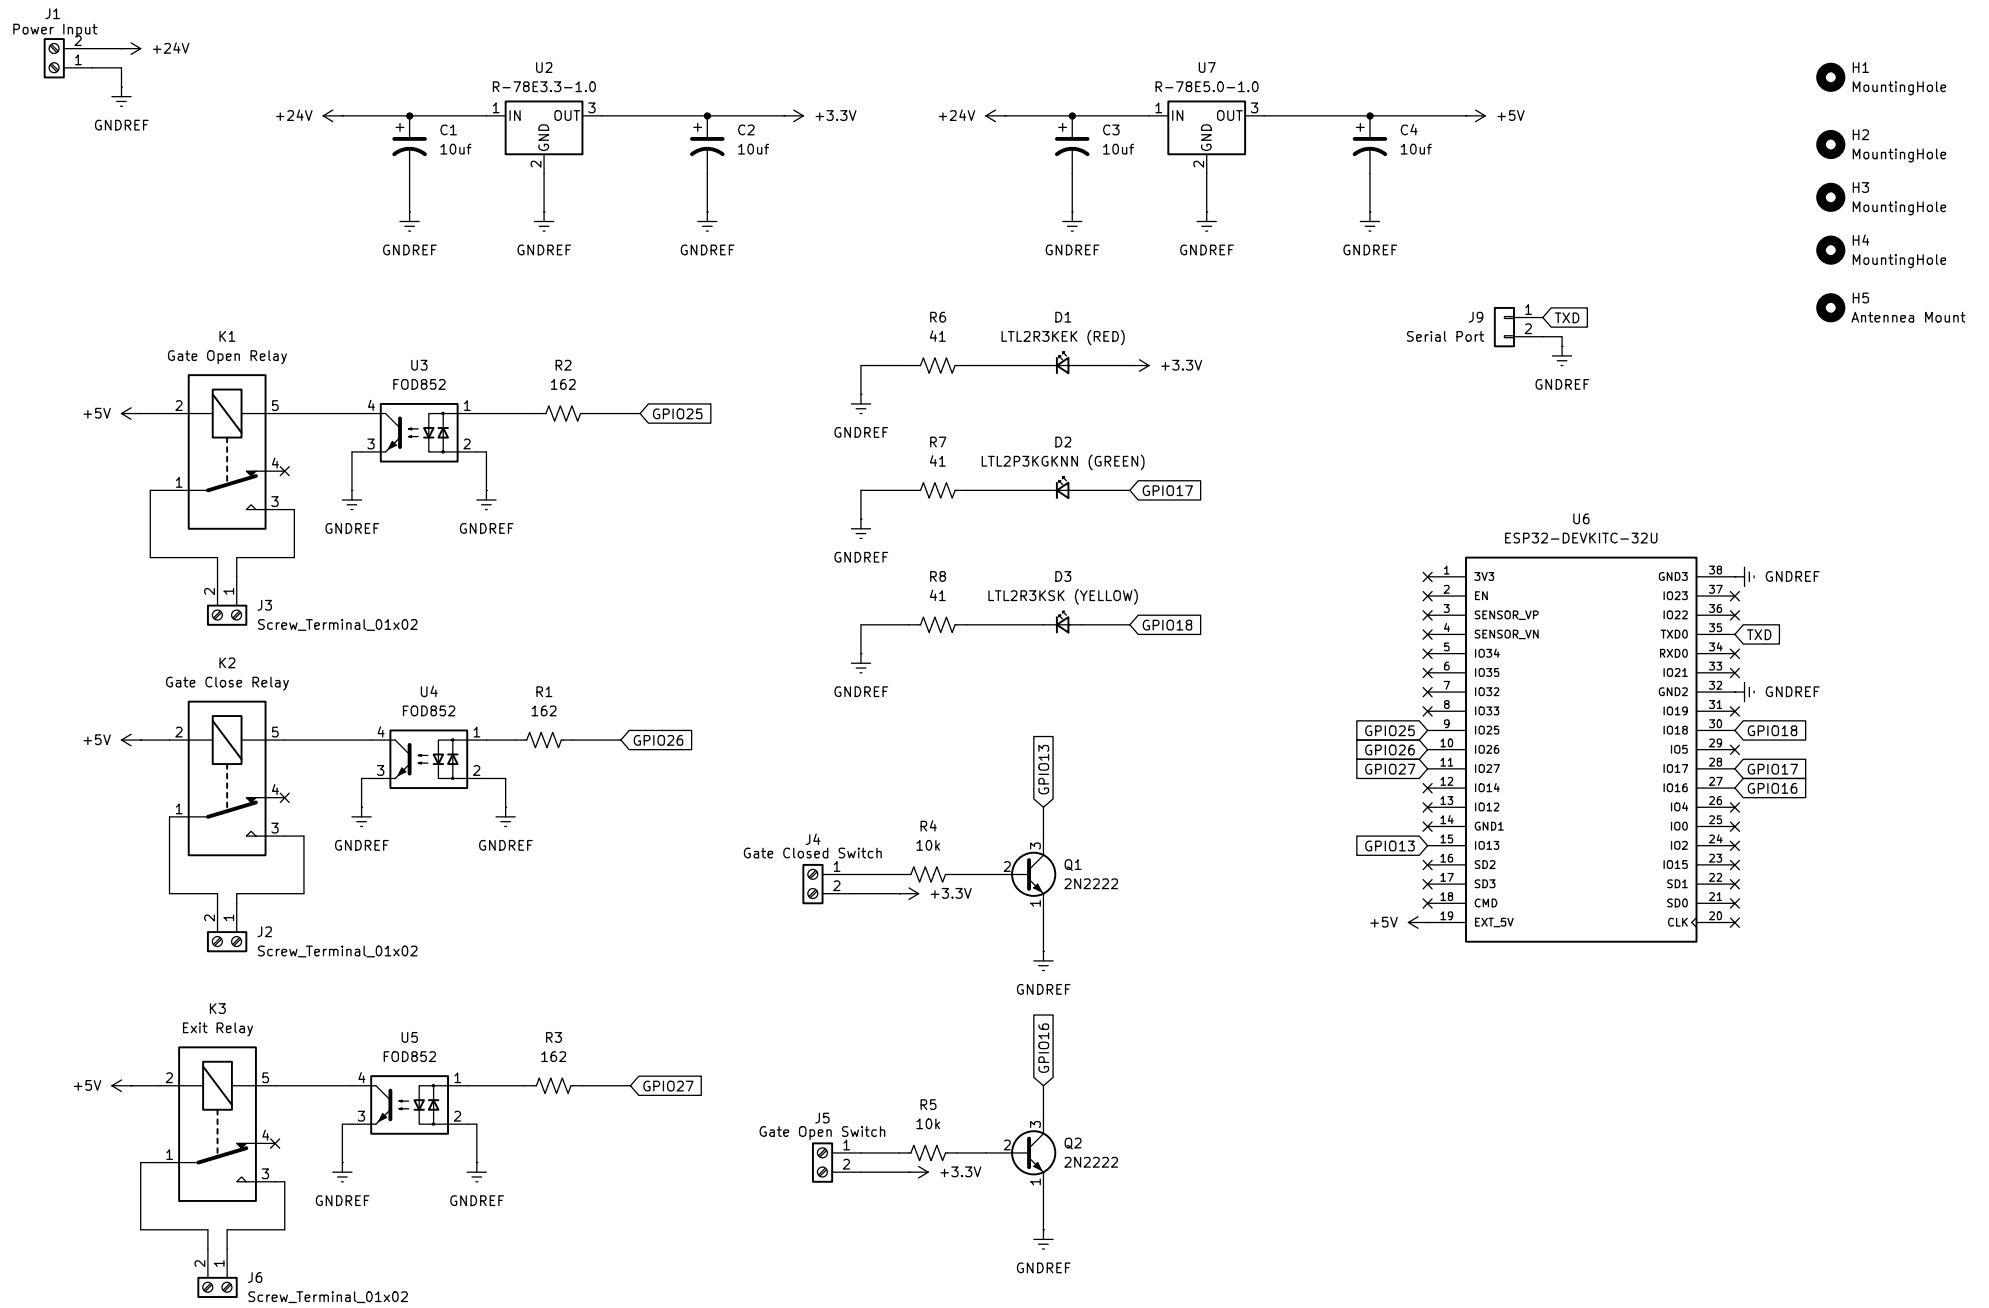 J1
Power Input
2
1
+24V
GNDREF
U2
R-78E3.3-1.0
+24V
1
IN
OUT
3
GND
2
+3.3V
+
C1
10uf
+
C2
10uf
GNDREF
GNDREF
GNDREF
U7
R-78E5.0-1.0
+24V
1
IN
OUT
3
GND
2
+5V
+
C3
10uf
+
C4
10uf
GNDREF
GNDREF
GNDREF
H1
MountingHole
H2
MountingHole
H3
MountingHole
H4
MountingHole
H5
Antennea Mount
K1
Gate Open Relay
+5V
2
5
4
1
3
2
1
J3
Screw_Terminal_01x02
U3
FOD852
4
1
3
2
GNDREF
GNDREF
R2
162
GPIO25
K2
Gate Close Relay
+5V
2
5
4
1
3
2
1
J2
Screw_Terminal_01x02
U4
FOD852
4
1
3
2
GNDREF
GNDREF
R1
162
GPIO26
K3
Exit Relay
+5V
2
5
4
1
3
2
1
J6
Screw_Terminal_01x02
U5
FOD852
4
1
3
2
GNDREF
GNDREF
R3
162
GPIO27
R6
41
D1
LTL2R3KEK (RED)
+3.3V
GNDREF
R7
41
D2
LTL2P3KGKNN (GREEN)
GPIO17
GNDREF
R8
41
D3
LTL2R3KSK (YELLOW)
GPIO18
GNDREF
J9
Serial Port
1
2
TXD
GNDREF
GPIO13
J4
Gate Closed Switch
1
2
R4
10k
+3.3V
2
3
1
Q1
2N2222
GNDREF
GPIO16
J5
Gate Open Switch
1
2
R5
10k
+3.3V
2
3
1
Q2
2N2222
GNDREF
U6
ESP32-DEVKITC-32U
1 3V3 GND3 38 GNDREF
2 EN IO23 37
3 SENSOR_VP IO22 36
4 SENSOR_VN TXD0 35 TXD
5 IO34 RXD0 34
6 IO35 IO21 33
7 IO32 GND2 32 GNDREF
8 IO33 IO19 31
GPIO25 9 IO25 IO18 30 GPIO18
GPIO26 10 IO26 IO5 29
GPIO27 11 IO27 IO17 28 GPIO17
12 IO14 IO16 27 GPIO16
13 IO12 IO4 26
14 GND1 IO0 25
GPIO13 15 IO13 IO2 24
16 SD2 IO15 23
17 SD3 SD1 22
18 CMD SD0 21
+5V 19 EXT_5V CLK 20